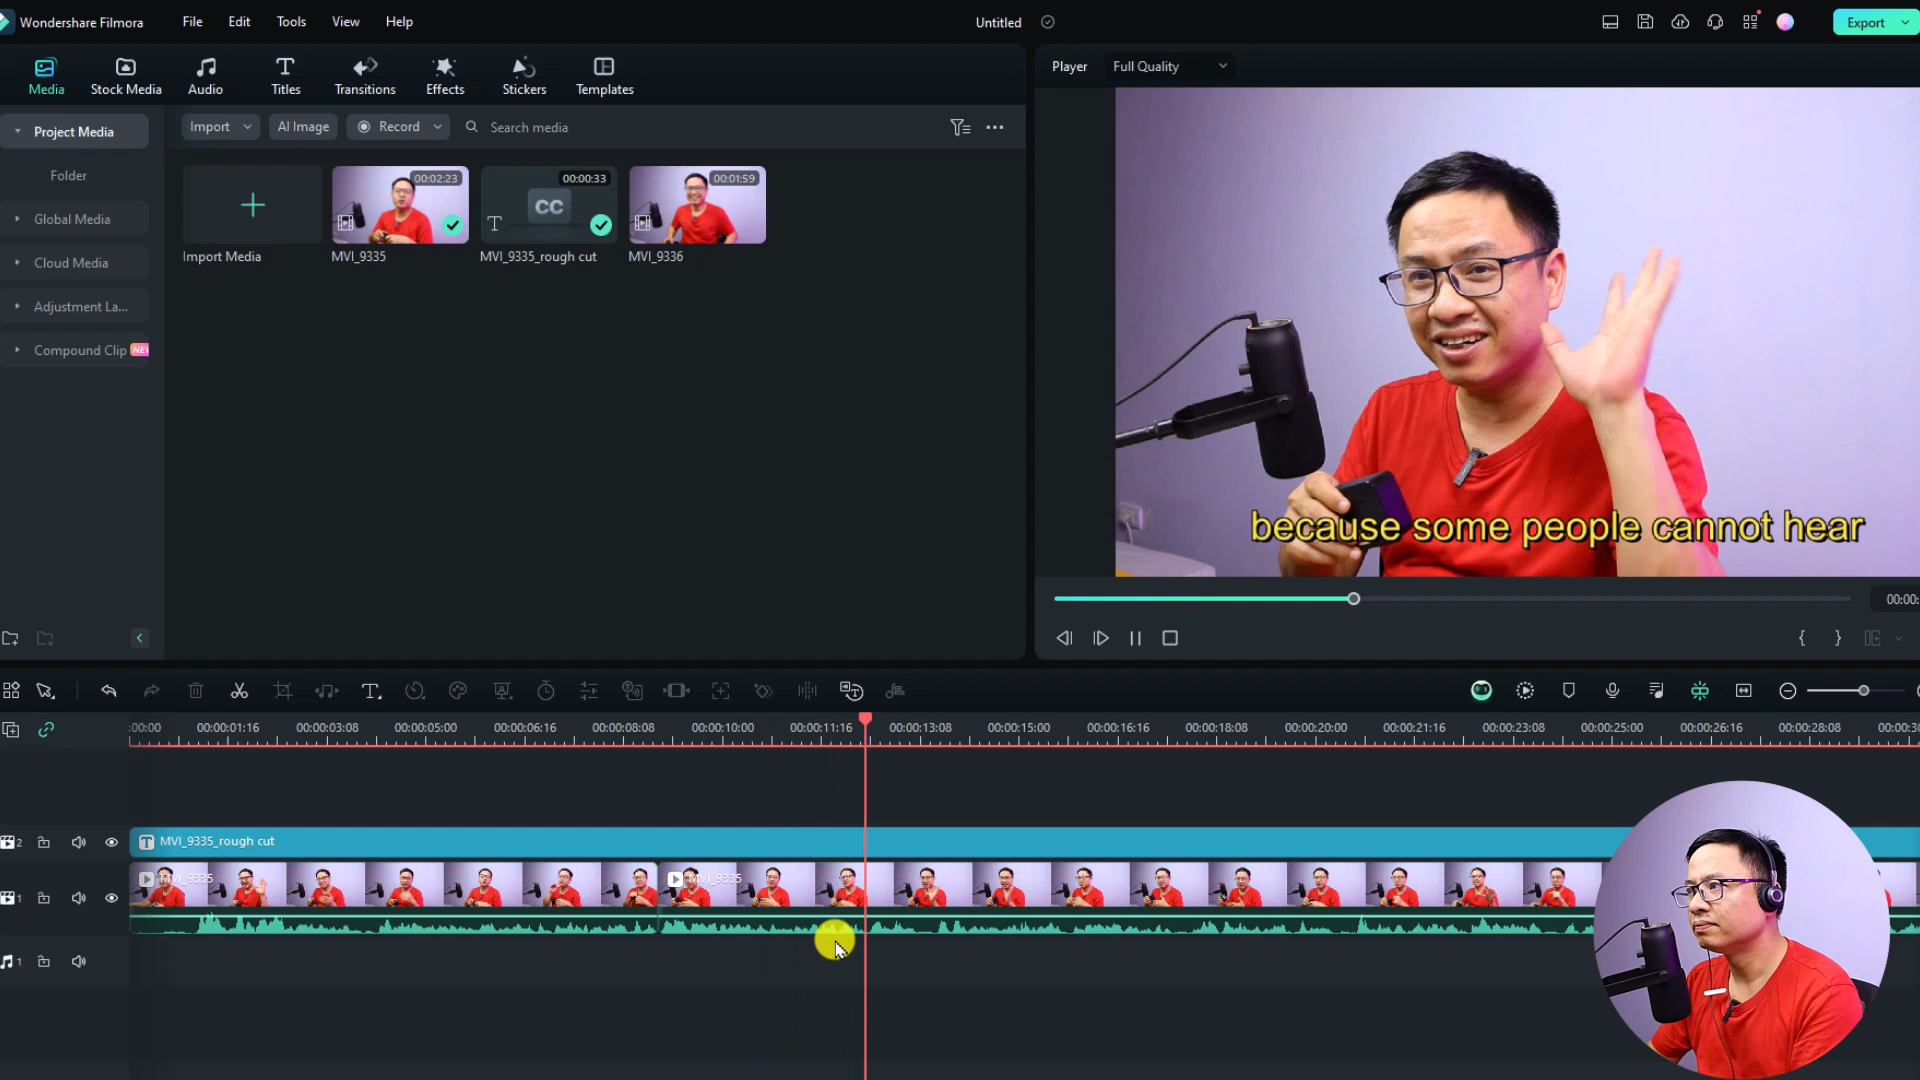 Wondershare Filmora
File
Edit
Tools
View
Help
Untitled
Export
Media
Stock Media
Audio
Titles
Transitions
Effects
Stickers
Templates
Player
Full Quality
Project Media
Import
AI Image
Record
Search media
Folder
Global Media
Cloud Media
Adjustment La...
Compound Clip NEW
00:02:23
CC
00:00:33
00:01:59
Import Media
MVI_9335
MVI_9335_rough cut
MVI_9336
because some people cannot hear
00:00:
:00:00
00:00:01:16
00:00:03:08
00:00:05:00
00:00:06:16
00:00:08:08
00:00:10:00
00:00:11:16
00:00:13:08
00:00:15:00
00:00:16:16
00:00:18:08
00:00:20:00
00:00:21:16
00:00:23:08
00:00:25:00
00:00:26:16
00:00:28:08
00:00:30
2
MVI_9335_rough cut
1
MVI_9335
MVI_9335
1